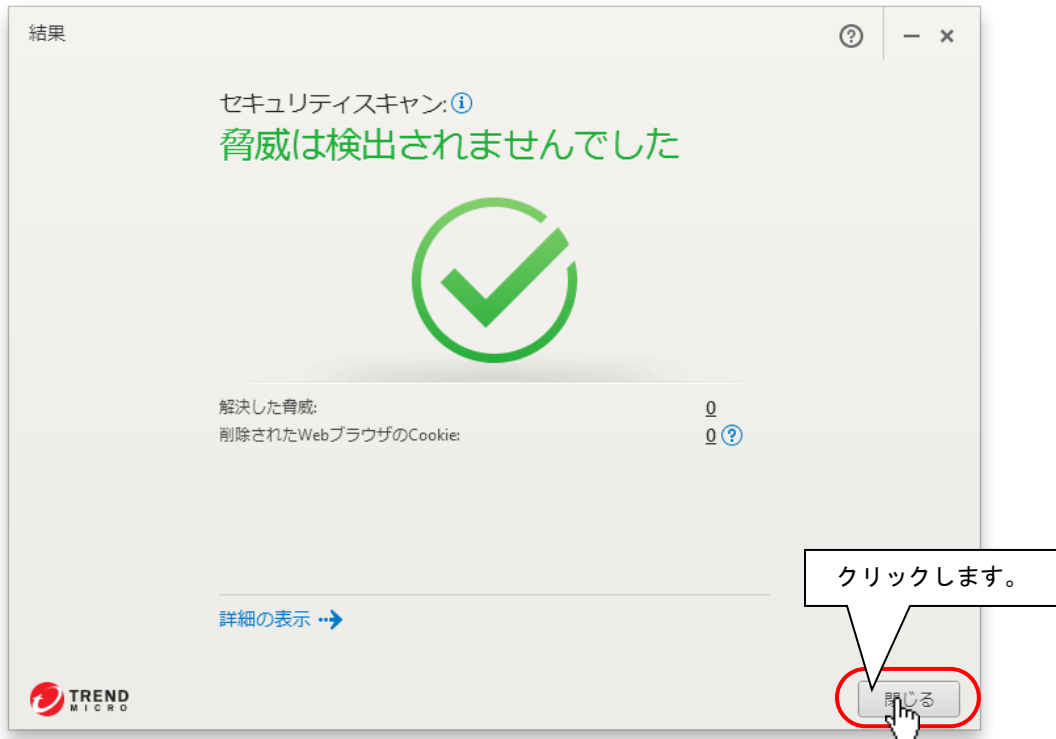 結果
セキュリティスキャン:
脅威は検出されませんでした
解決した脅威: 0
削除されたWebブラウザのCookie: 0
クリックします。
詳細の表示
TREND
MICRO
閉じる